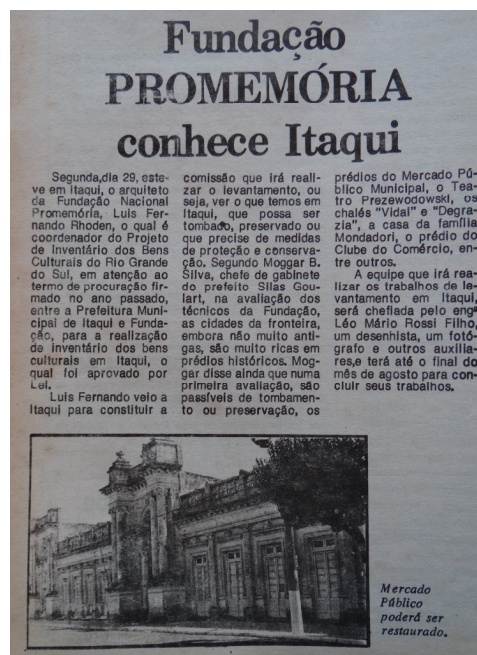 Fundação
PROMEMÓRIA
conhece Itaqui
Segunda,dia 29, este-
ve em Itaqui, o arquiteto
da Fundação Nacional
Promemória, Luis Fer-
nando Rhoden, o qual é
coordenador do Projeto
de Inventário dos Bens
Culturais do Rio Grande
do Sul, em atenção ao
termo de procuração fir-
mado no ano passado,
entre a Prefeitura Muni-
cipal de Itaqui e Funda-
ção, para a realização
de inventário dos bens
culturais em Itaqui, o
qual foi aprovado por
Lei.
Luis Fernando veio a
Itaqui para constituir a
comissão que irá reali-
zar o levantamento, ou
seja, ver o que temos em
Itaqui, que possa ser
tombado, preservado ou
que precise de medidas
de proteção e conserva-
ção. Segundo Moggar B.
Silva, chefe de gabinete
do prefeito Silas Gou-
lart, na avaliação dos
técnicos da Fundação,
as cidades da fronteira,
embora não muito anti-
gas, são muito ricas em
prédios históricos. Mog-
gar disse ainda que numa
primeira avaliação, são
passíveis de tombamen-
to ou preservação, os
prédios do Mercado Pú-
blico Municipal, o Tea-
tro Prezewodowski, os
chalés "Vidal" e "Degra-
zia", a casa da família
Mondadori, o prédio do
Clube do Comércio, en-
tre outros.
A equipe que irá rea-
lizar os trabalhos de le-
vantamento em Itaqui,
será chefiada pelo engº
Léo Mário Rossi Filho,
um desenhista, um fotó-
grafo e outros auxilia-
res,e terá até o final do
mês de agosto para con-
cluir seus trabalhos.
Mercado
Público
poderá ser
restaurado.